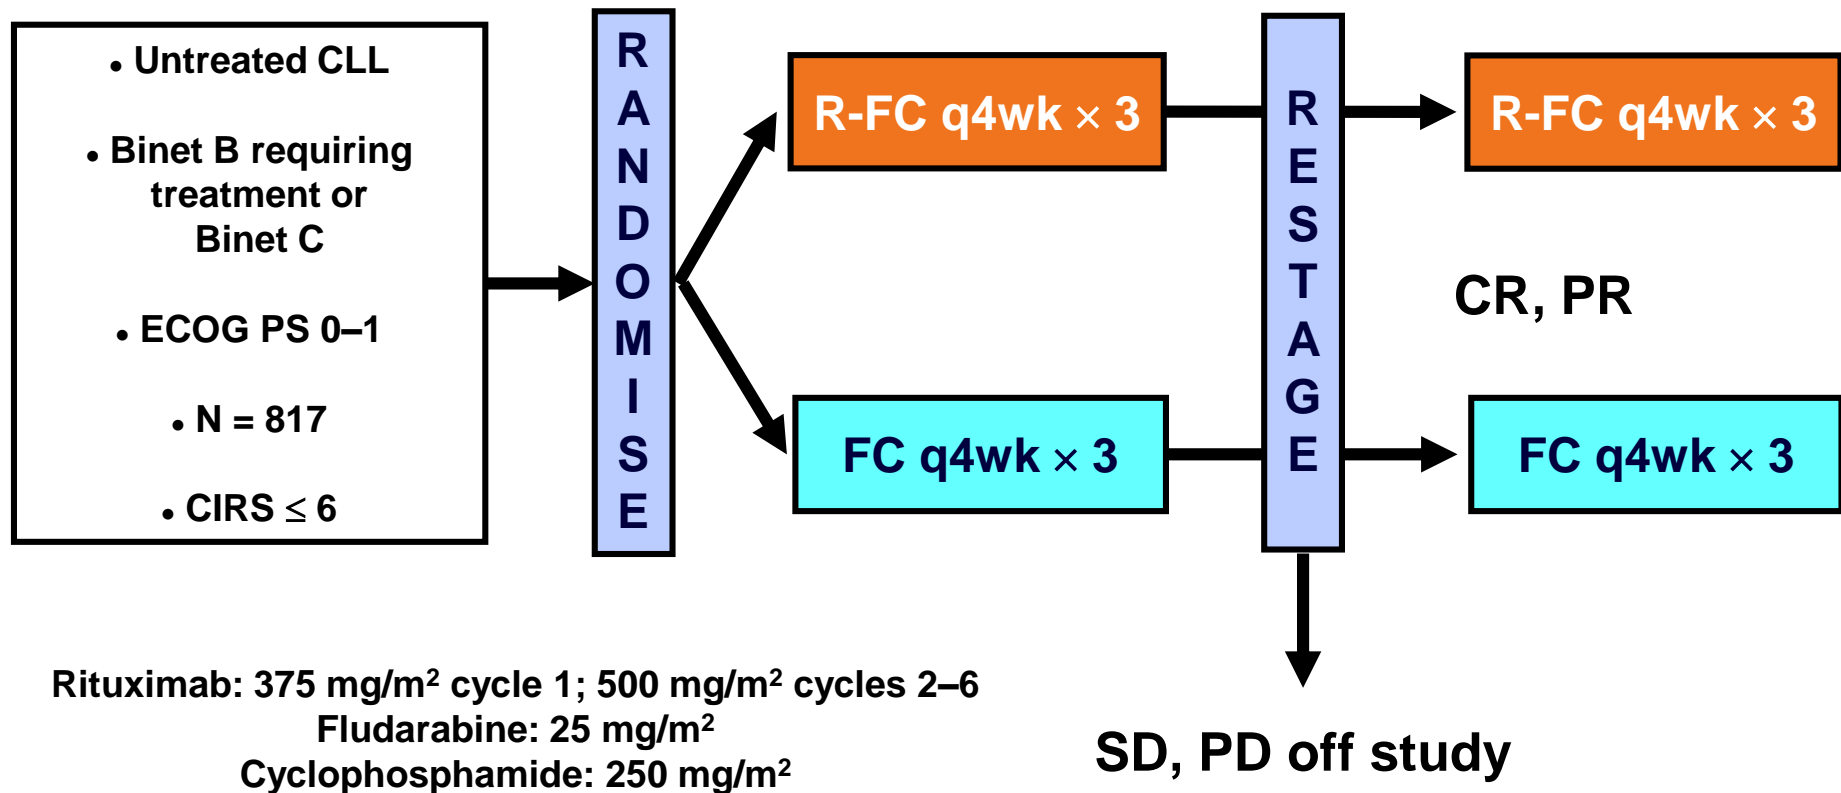 • Untreated CLL
• Binet B requiring
treatment or
Binet C
• ECOG PS 0–1
• N = 817
• CIRS ≤ 6
RANDOMISE
R-FC q4wk × 3
FC q4wk × 3
RESTAGE
R-FC q4wk × 3
CR, PR
FC q4wk × 3
Rituximab: 375 mg/m² cycle 1; 500 mg/m² cycles 2–6
Fludarabine: 25 mg/m²
Cyclophosphamide: 250 mg/m²
SD, PD off study